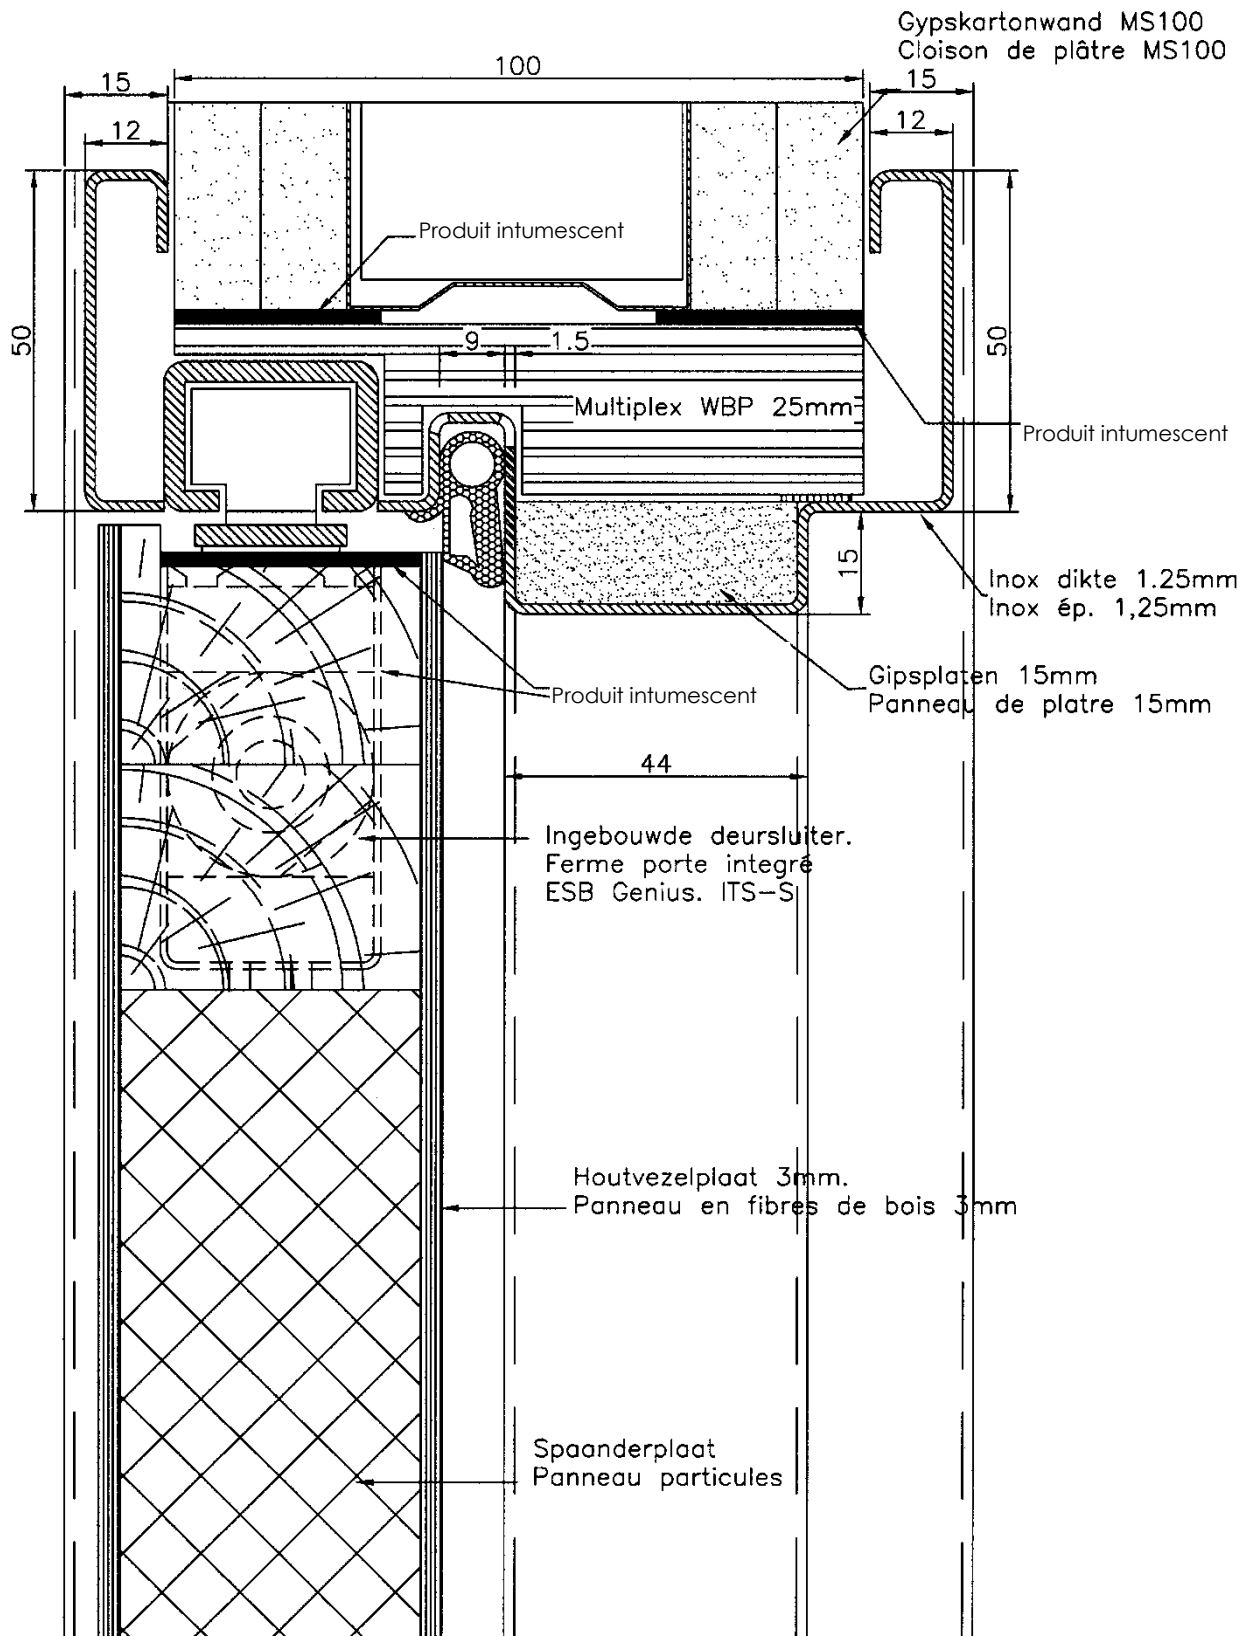 Gypskartonwand MS100
Cloison de plâtre MS100
100
15
15
12
12
Produit intumescent
50
9
1.5
50
Multiplex WBP 25mm
Produit intumescent
15
Inox dikte 1.25mm
Inox ép. 1,25mm
Gipsplaten 15mm
Panneau de platre 15mm
Produit intumescent
44
Ingebouwde deursluiter.
Ferme porte integré
ESB Genius. ITS-S
Houtvezelplaat 3mm.
Panneau en fibres de bois 3mm
Spaanderplaat
Panneau particules